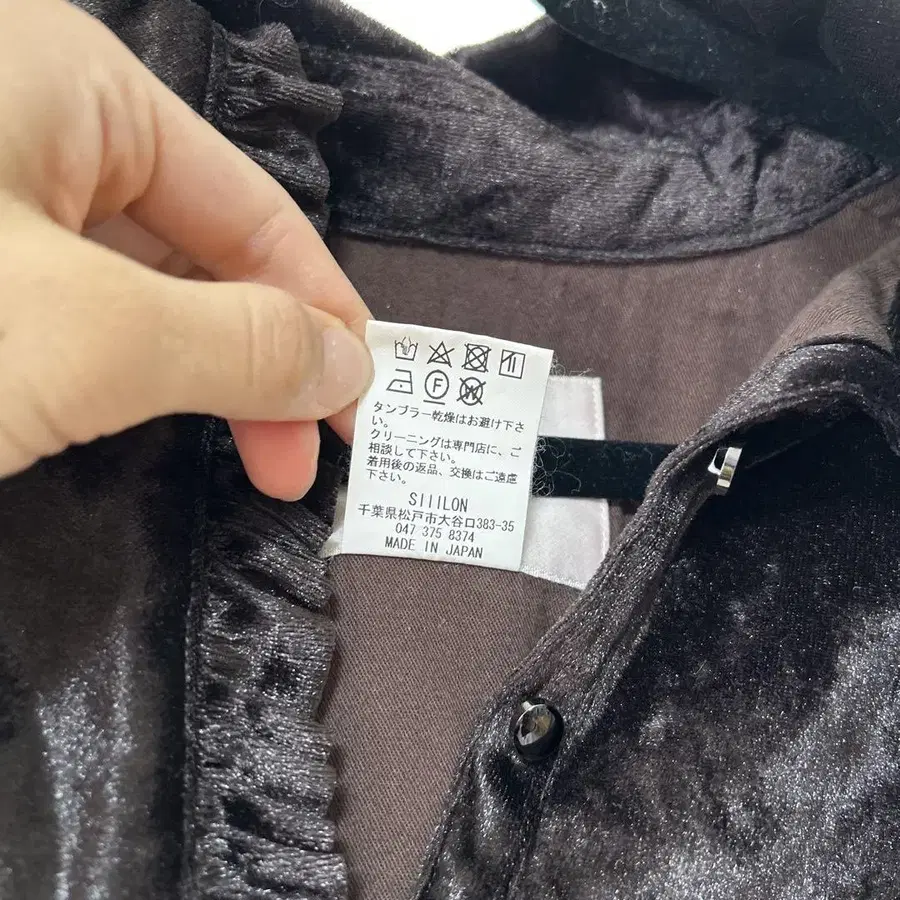 F
W
タンブラー乾燥はお避け下さ
い。
クリーニングは専門店に、ご
相談して下さい。
着用後の返品、交換はご遠慮
下さい。
SIIILON
千葉県松戸市大谷口383-35
047 375 8374
MADE IN JAPAN